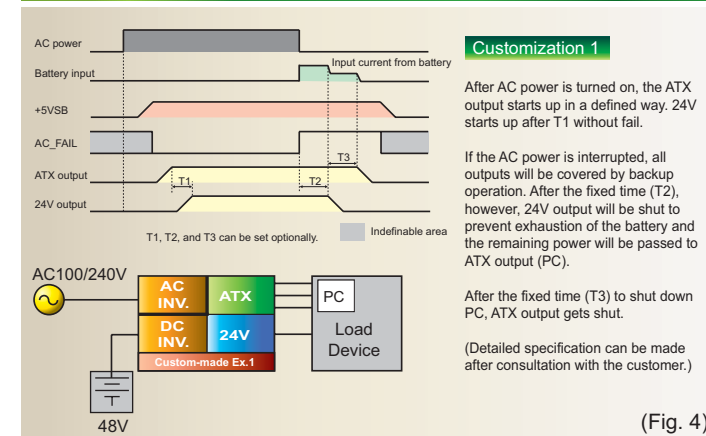 AC power
Battery input
Input current from battery
+5VSB
AC_FAIL
ATX output
T1
T2
T3
24V output
T1, T2, and T3 can be set optionally.
Indefinable area
AC100/240V
AC
INV.
ATX
DC
INV.
24V
Custom-made Ex.1
PC
Load
Device
48V
Customization 1
After AC power is turned on, the ATX
output starts up in a defined way. 24V
starts up after T1 without fail.
If the AC power is interrupted, all
outputs will be covered by backup
operation. After the fixed time (T2),
however, 24V output will be shut to
prevent exhaustion of the battery and
the remaining power will be passed to
ATX output (PC).
After the fixed time (T3) to shut down
PC, ATX output gets shut.
(Detailed specification can be made
after consultation with the customer.)
(Fig. 4)